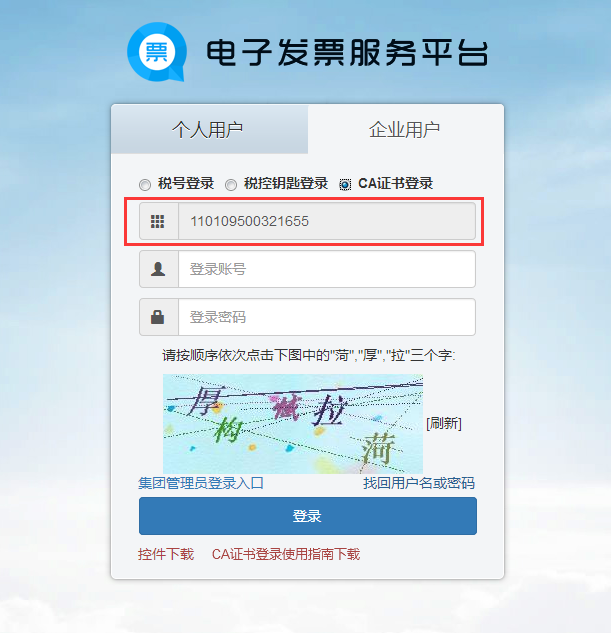 票 电子发票服务平台
个人用户 企业用户
税号登录 税控钥匙登录 CA证书登录
110109500321655
登录账号
登录密码
请按顺序依次点击下图中的"菏","厚","拉"三个字:
厚 构 拉 菏
[刷新]
集团管理员登录入口 找回用户名或密码
登录
控件下载 CA证书登录使用指南下载